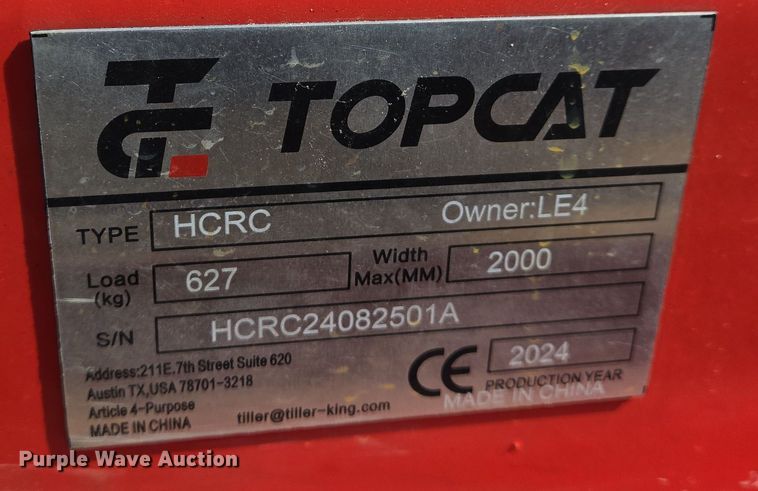 TF TOPCAT
TYPE HCRC Owner:LE4
Load (kg) 627 Width Max(MM) 2000
S/N HCRC24082501A
Address:211E.7th Street Suite 620
Austin TX,USA 78701-3218
Article 4-Purpose
MADE IN CHINA
tiller@tiller-king.com
CE 2024
PRODUCTION YEAR
MADE IN CHINA
Purple Wave Auction